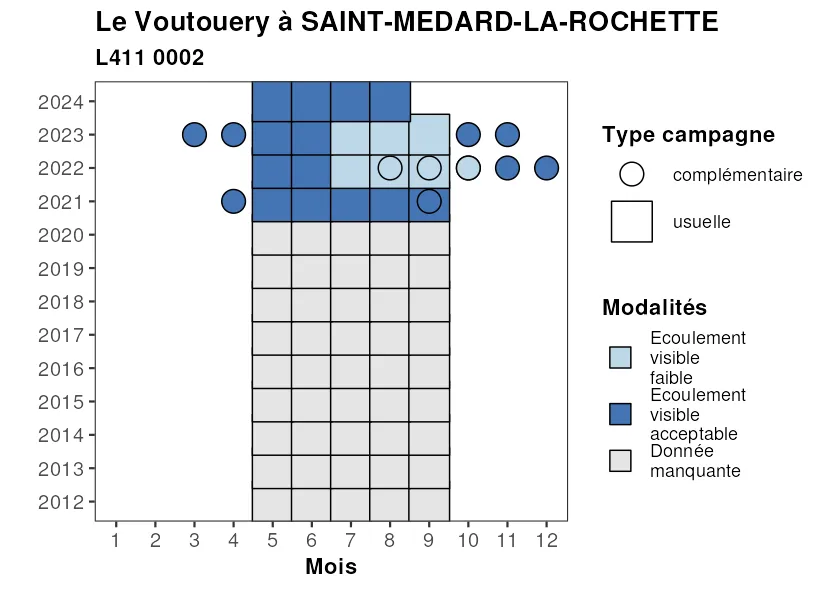 Le Voutouery à SAINT-MEDARD-LA-ROCHETTE
L411 0002
2024
2023
2022
2021
2020
2019
2018
2017
2016
2015
2014
2013
2012
1 2 3 4 5 6 7 8 9 10 11 12
Mois
Type campagne
complémentaire
usuelle
Modalités
Ecoulement
visible
faible
Ecoulement
visible
acceptable
Donnée
manquante